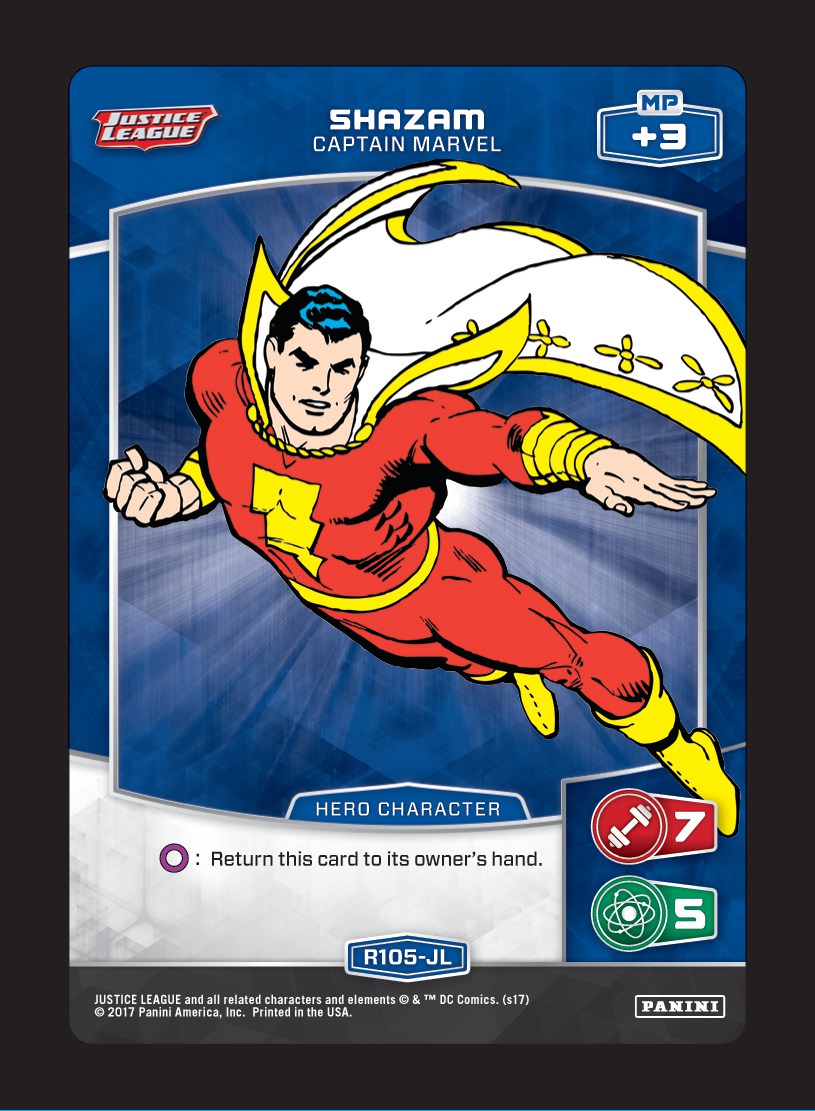 JUSTICE
LEAGUE
SHAZAM
CAPTAIN MARVEL
MP
+3
HERO CHARACTER
: Return this card to its owner's hand.
7
5
R105-JL
JUSTICE LEAGUE and all related characters and elements © & ™ DC Comics. (s17)
© 2017 Panini America, Inc. Printed in the USA.
PANINI